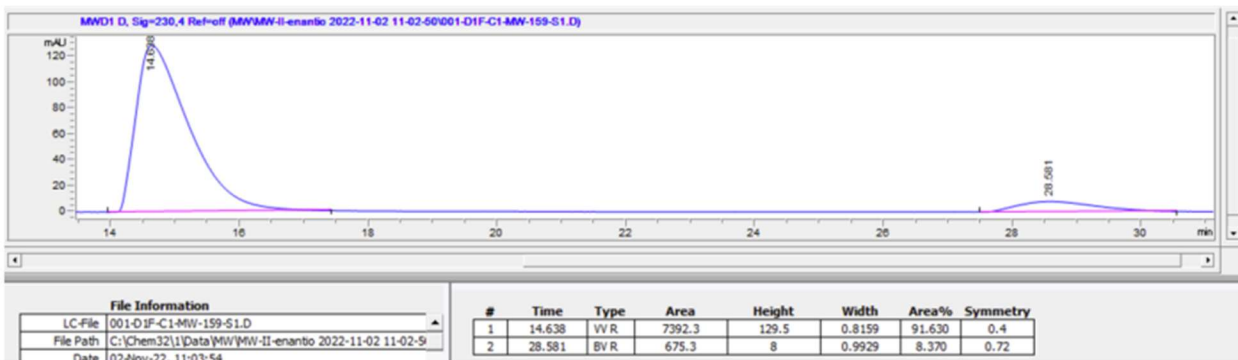 MWD1 D, Sig=230,4 Ref=off (MW\MW-II-enantio 2022-11-02 11-02-50\001-D1F-C1-MW-159-S1.D)
mAU
120
100
80
60
40
20
0
14.638
28.581
14 16 18 20 22 24 26 28 30 min
File Information
LC-File 001-D1F-C1-MW-159-S1.D
File Path C:\Chem32\1\Data\MW\MW-II-enantio 2022-11-02 11-02-5
Date 02-Nov-22, 11:03:54
# Time Type Area Height Width Area% Symmetry
1 14.638 VV R 7392.3 129.5 0.8159 91.630 0.4
2 28.581 BV R 675.3 8 0.9929 8.370 0.72